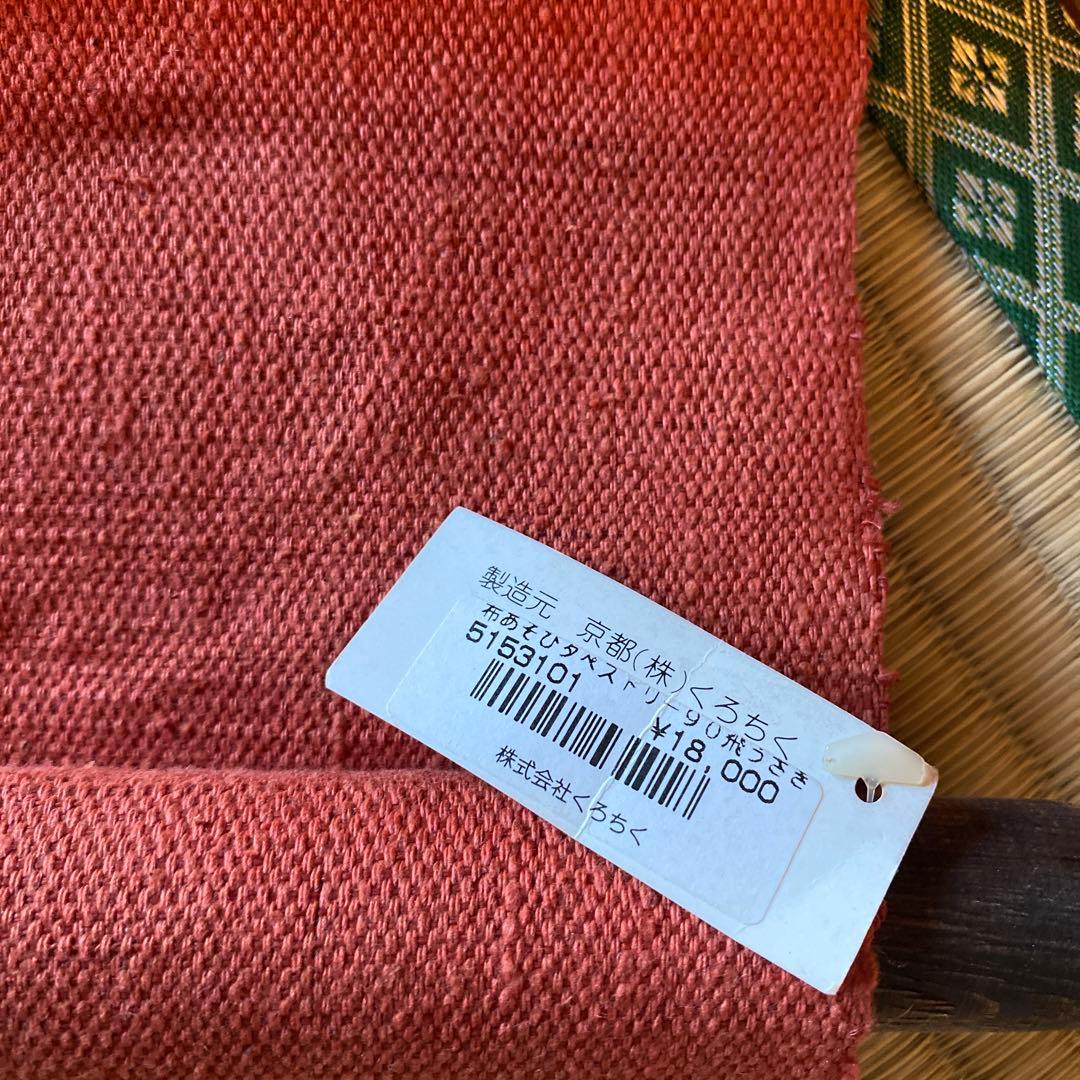 製造元 京都(株)くろちく
布あそびタペストリー90飛うさぎ
5153101
¥18,000
株式会社くろちく